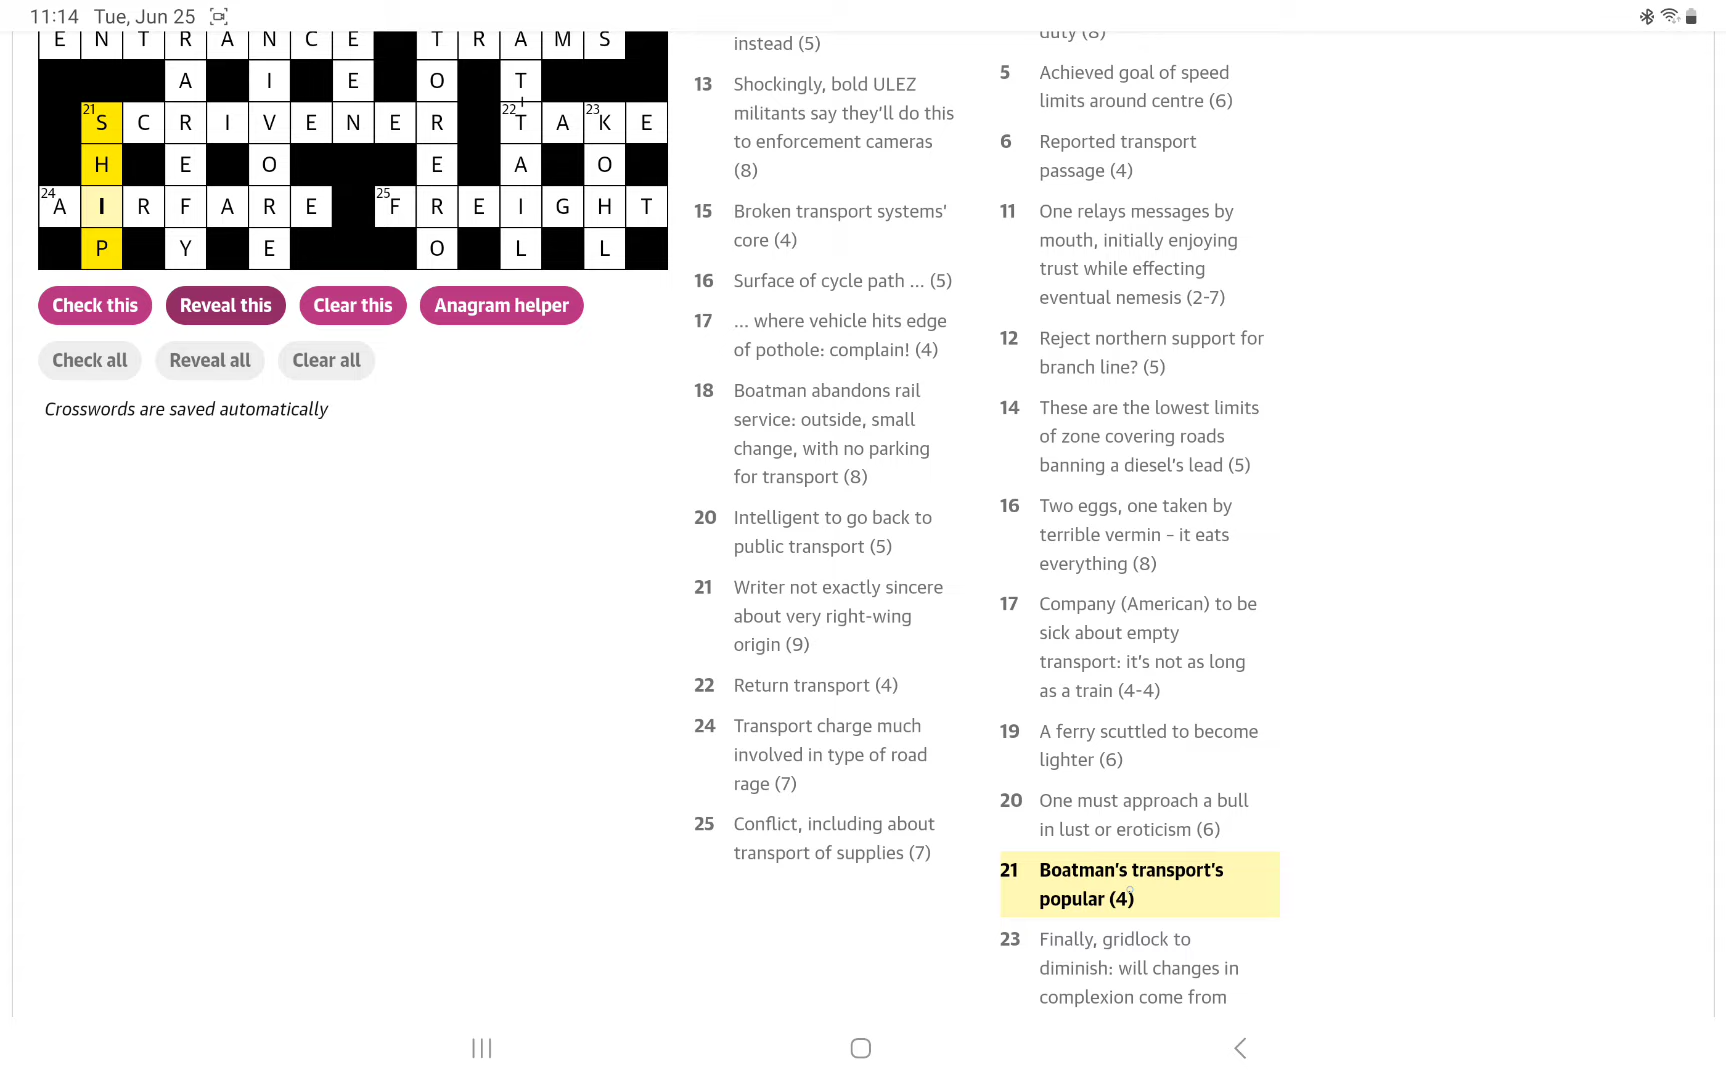 11:14 Tue, Jun 25
E N T R A N C E T R A M S
A I E O T
21 S C R I V E N E R 22 T A 23 K E
H E O E A O
24 A I R F A R E 25 F R E I G H T
P Y E O L L
Check this Reveal this Clear this Anagram helper
Check all Reveal all Clear all
Crosswords are saved automatically
instead (5)
13 Shockingly, bold ULEZ
militants say they’ll do this
to enforcement cameras
(8)
15 Broken transport systems’
core (4)
16 Surface of cycle path ... (5)
17 ... where vehicle hits edge
of pothole: complain! (4)
18 Boatman abandons rail
service: outside, small
change, with no parking
for transport (8)
20 Intelligent to go back to
public transport (5)
21 Writer not exactly sincere
about very right-wing
origin (9)
22 Return transport (4)
24 Transport charge much
involved in type of road
rage (7)
25 Conflict, including about
transport of supplies (7)
duty (8)
5 Achieved goal of speed
limits around centre (6)
6 Reported transport
passage (4)
11 One relays messages by
mouth, initially enjoying
trust while effecting
eventual nemesis (2-7)
12 Reject northern support for
branch line? (5)
14 These are the lowest limits
of zone covering roads
banning a diesel’s lead (5)
16 Two eggs, one taken by
terrible vermin – it eats
everything (8)
17 Company (American) to be
sick about empty
transport: it’s not as long
as a train (4-4)
19 A ferry scuttled to become
lighter (6)
20 One must approach a bull
in lust or eroticism (6)
21 Boatman’s transport’s
popular (4)
23 Finally, gridlock to
diminish: will changes in
complexion come from